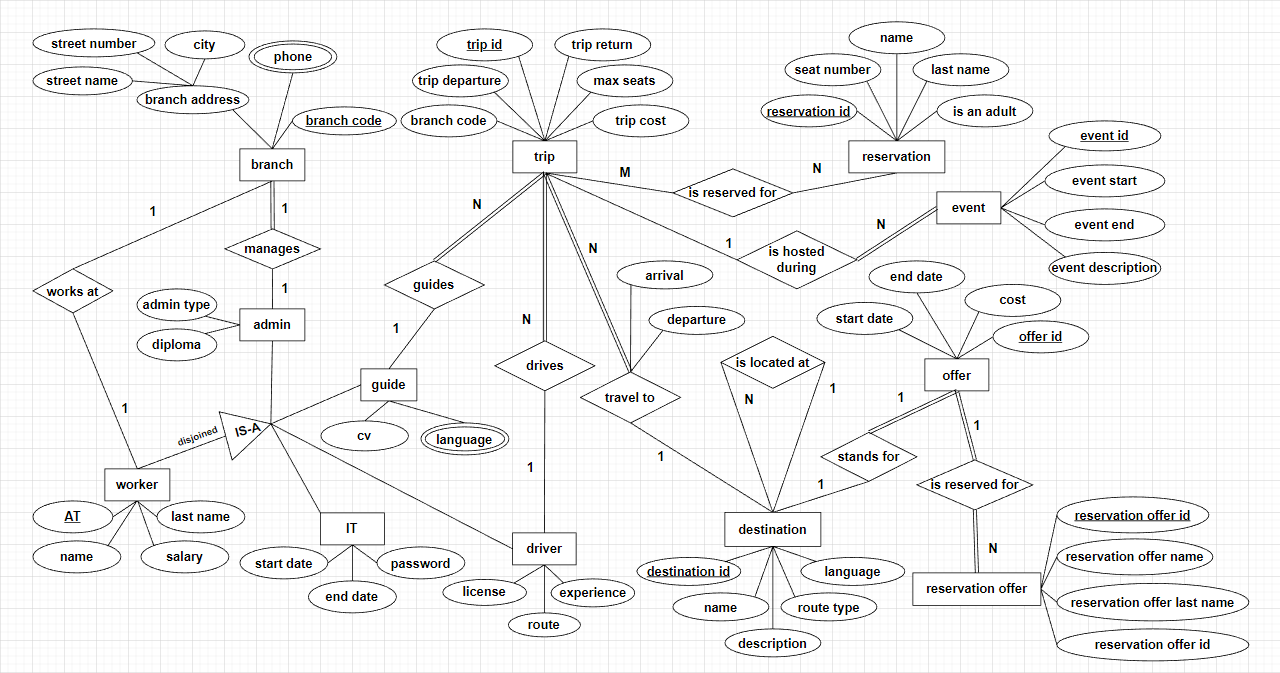 street number
city
phone
street name
branch address
branch code
branch
trip id
trip return
trip departure
max seats
branch code
trip cost
trip
name
seat number
last name
reservation id
is an adult
reservation
event id
event start
event end
event description
event
M
is reserved for
N
1
1
manages
works at
1
admin type
admin
diploma
N
guides
1
guide
cv
language
N
drives
1
N
arrival
departure
travel to
1
1
is hosted
during
N
end date
cost
start date
offer id
offer
is located at
N
1
1
stands for
1
1
is reserved for
N
1
disjoined
IS-A
worker
AT
last name
name
salary
IT
start date
password
end date
driver
license
experience
route
destination
destination id
language
name
route type
description
reservation offer
reservation offer id
reservation offer name
reservation offer last name
reservation offer id